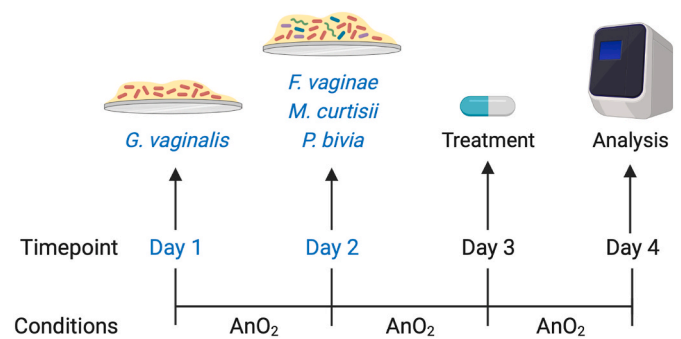 F. vaginae
M. curtisii
G. vaginalis P. bivia Treatment Analysis
Timepoint Day 1 Day 2 Day 3 Day 4
Conditions AnO₂ AnO₂ AnO₂